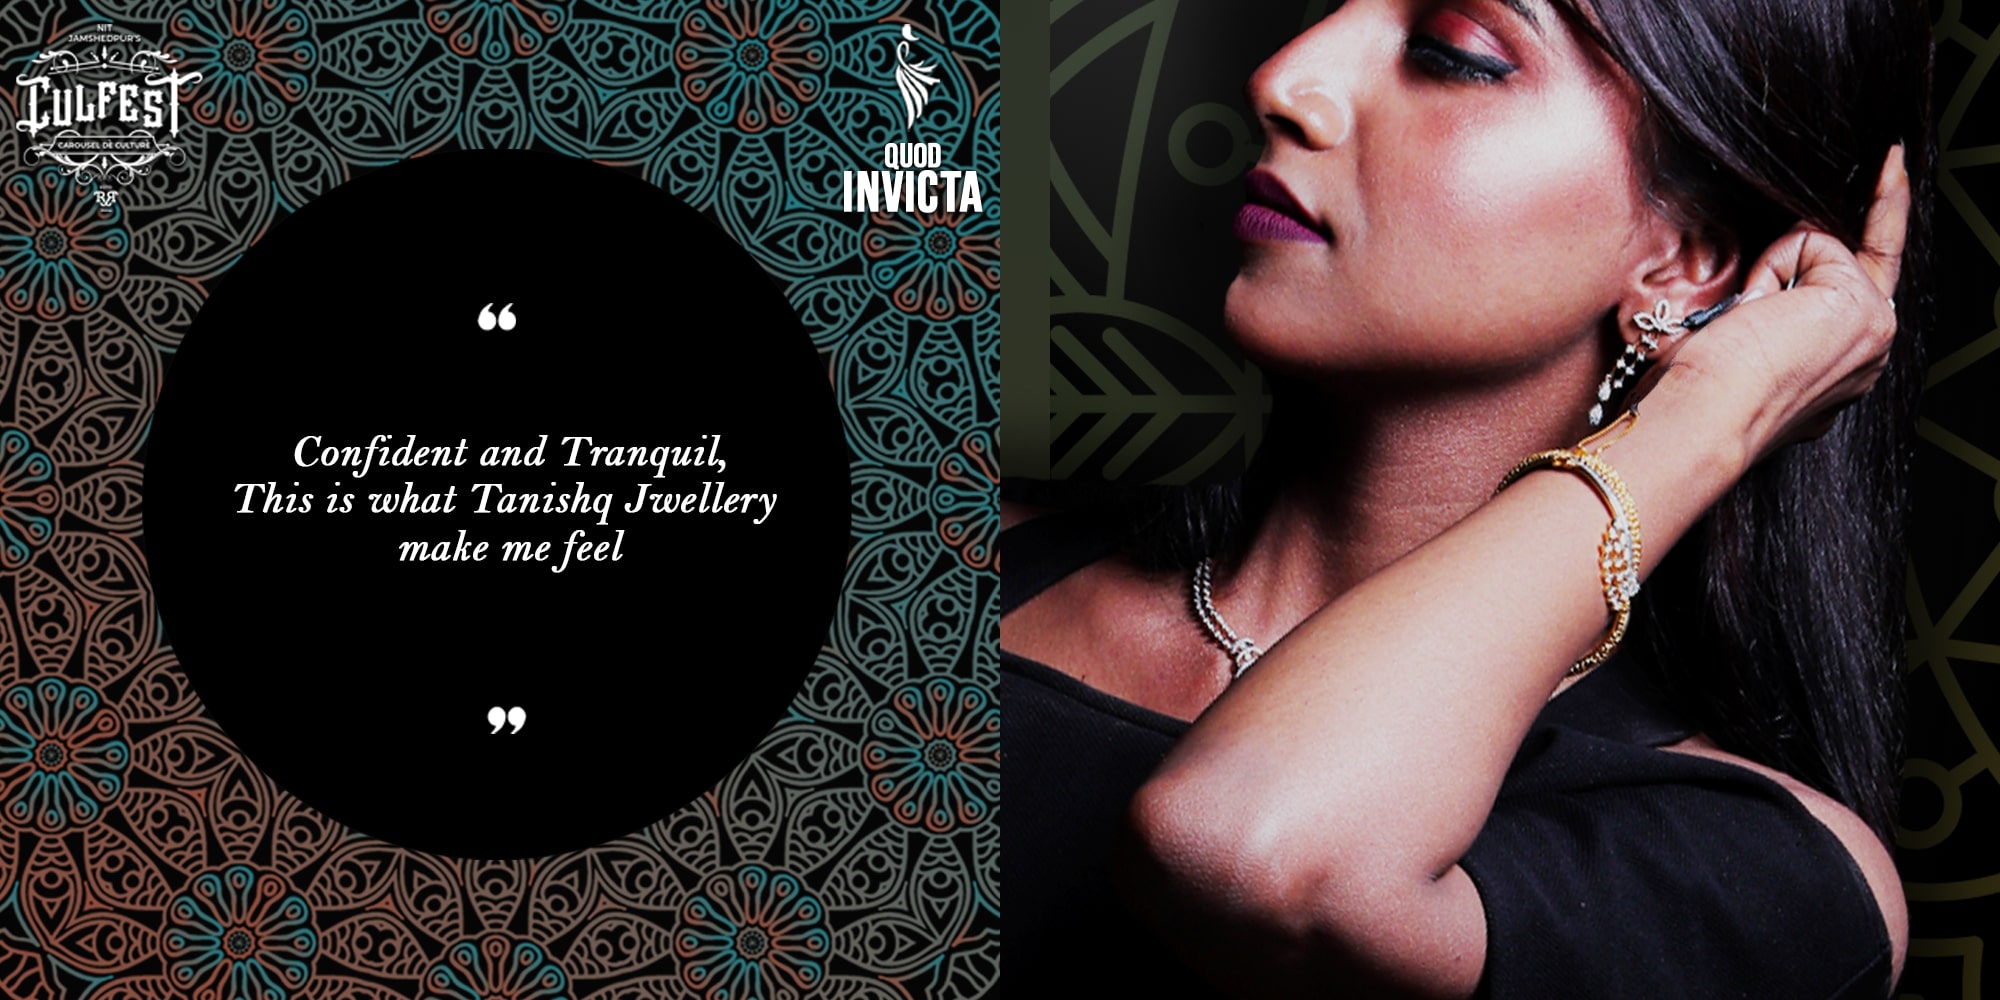 NIT
JAMSHEDPUR'S
CULFEST
CAROUSEL DE CULTURE
QUOD
INVICTA
“
Confident and Tranquil,
This is what Tanishq Jwellery
make me feel
”